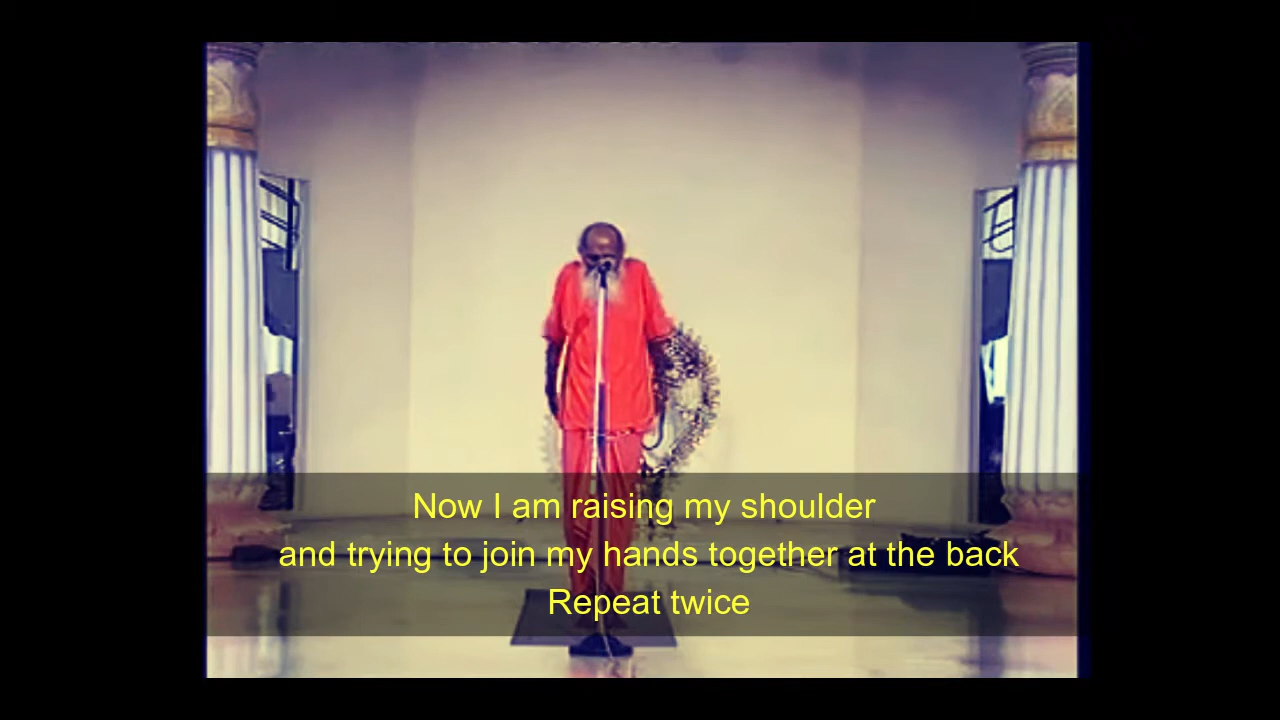 Now I am raising my shoulder
and trying to join my hands together at the back
Repeat twice